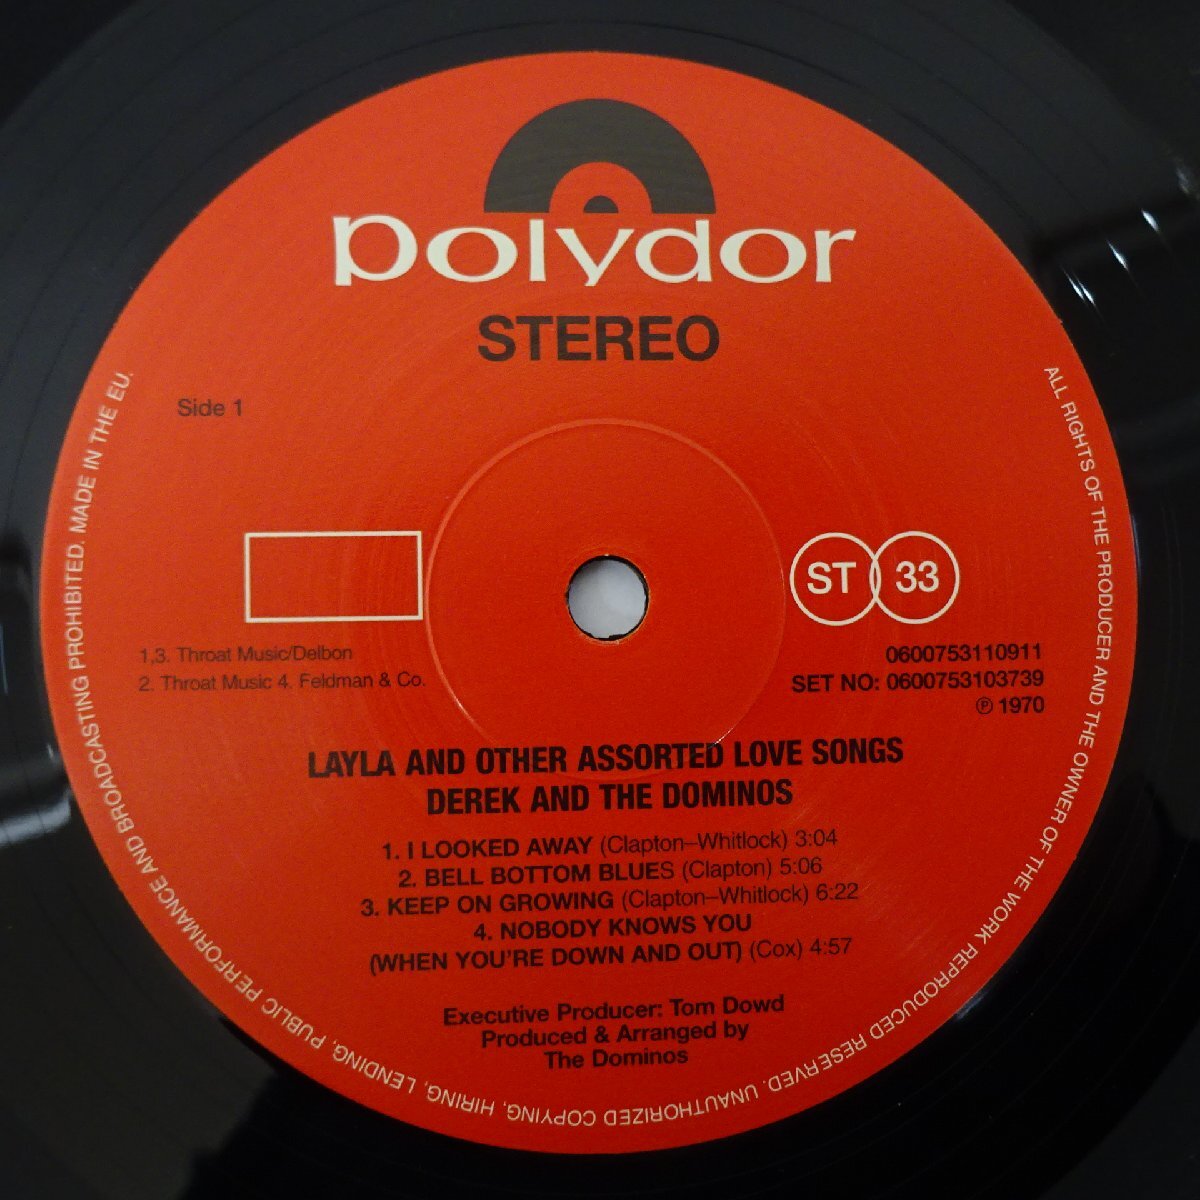 polydor
STEREO
Side 1
ST 33
1,3. Throat Music/Delbon
2. Throat Music 4. Feldman & Co.
0600753110911
SET NO: 0600753103739
℗ 1970
LAYLA AND OTHER ASSORTED LOVE SONGS
DEREK AND THE DOMINOS
1. I LOOKED AWAY (Clapton–Whitlock) 3:04
2. BELL BOTTOM BLUES (Clapton) 5:06
3. KEEP ON GROWING (Clapton–Whitlock) 6:22
4. NOBODY KNOWS YOU
(WHEN YOU'RE DOWN AND OUT) (Cox) 4:57
Executive Producer: Tom Dowd
Produced & Arranged by
The Dominos
ALL RIGHTS OF THE PRODUCER AND THE OWNER OF THE WORK REPRODUCED RESERVED. UNAUTHORIZED COPYING, HIRING, LENDING, PUBLIC PERFORMANCE AND BROADCASTING PROHIBITED. MADE IN THE EU.